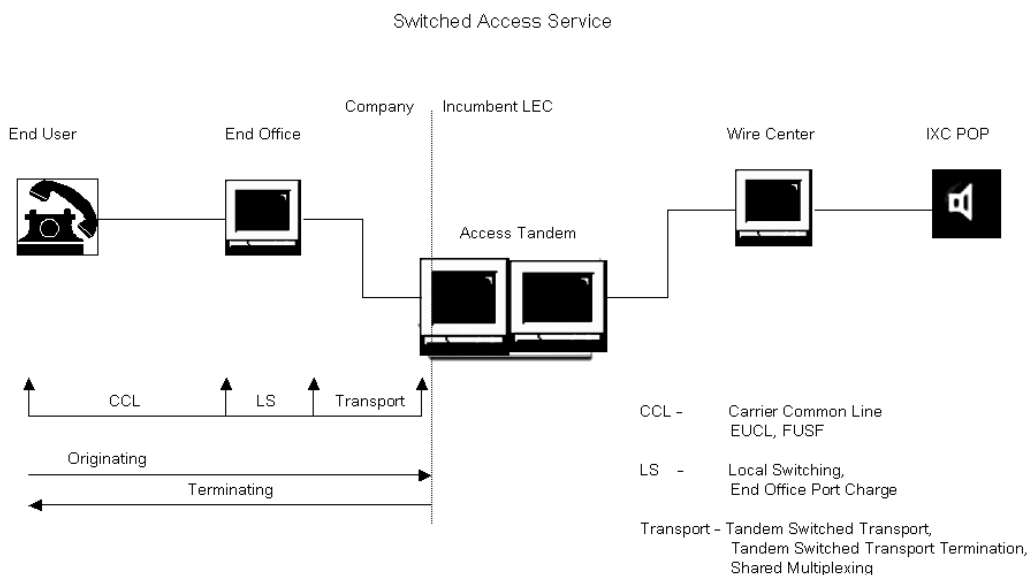 Switched Access Service
Company
Incumbent LEC
End User
End Office
Wire Center
IXC POP
Access Tandem
CCL
LS
Transport
Originating
Terminating
CCL - Carrier Common Line
EUCL, FUSF
LS - Local Switching,
End Office Port Charge
Transport - Tandem Switched Transport,
Tandem Switched Transport Termination,
Shared Multiplexing